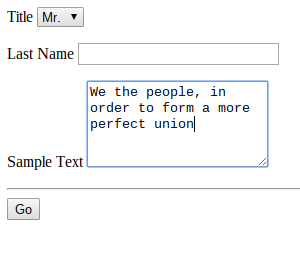 Title Mr.
Last Name
We the people, in
order to form a more
perfect union
Sample Text
Go